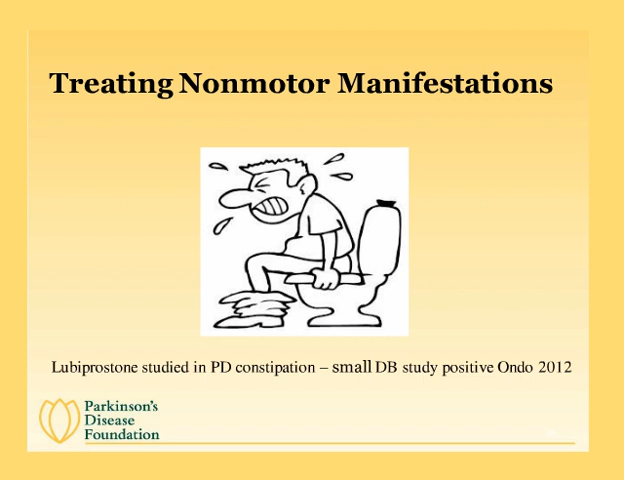 Treating Nonmotor Manifestations
Lubiprostone studied in PD constipation – small DB study positive Ondo 2012
Parkinson's
Disease
Foundation